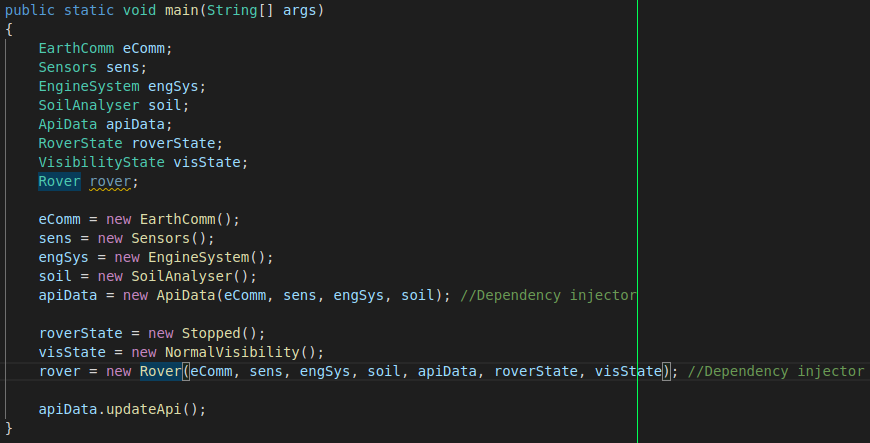 public static void main(String[] args)
{
    EarthComm eComm;
    Sensors sens;
    EngineSystem engSys;
    SoilAnalyser soil;
    ApiData apiData;
    RoverState roverState;
    VisibilityState visState;
    Rover rover;

    eComm = new EarthComm();
    sens = new Sensors();
    engSys = new EngineSystem();
    soil = new SoilAnalyser();
    apiData = new ApiData(eComm, sens, engSys, soil); //Dependency injector

    roverState = new Stopped();
    visState = new NormalVisibility();
    rover = new Rover(eComm, sens, engSys, soil, apiData, roverState, visState); //Dependency injector

    apiData.updateApi();
}